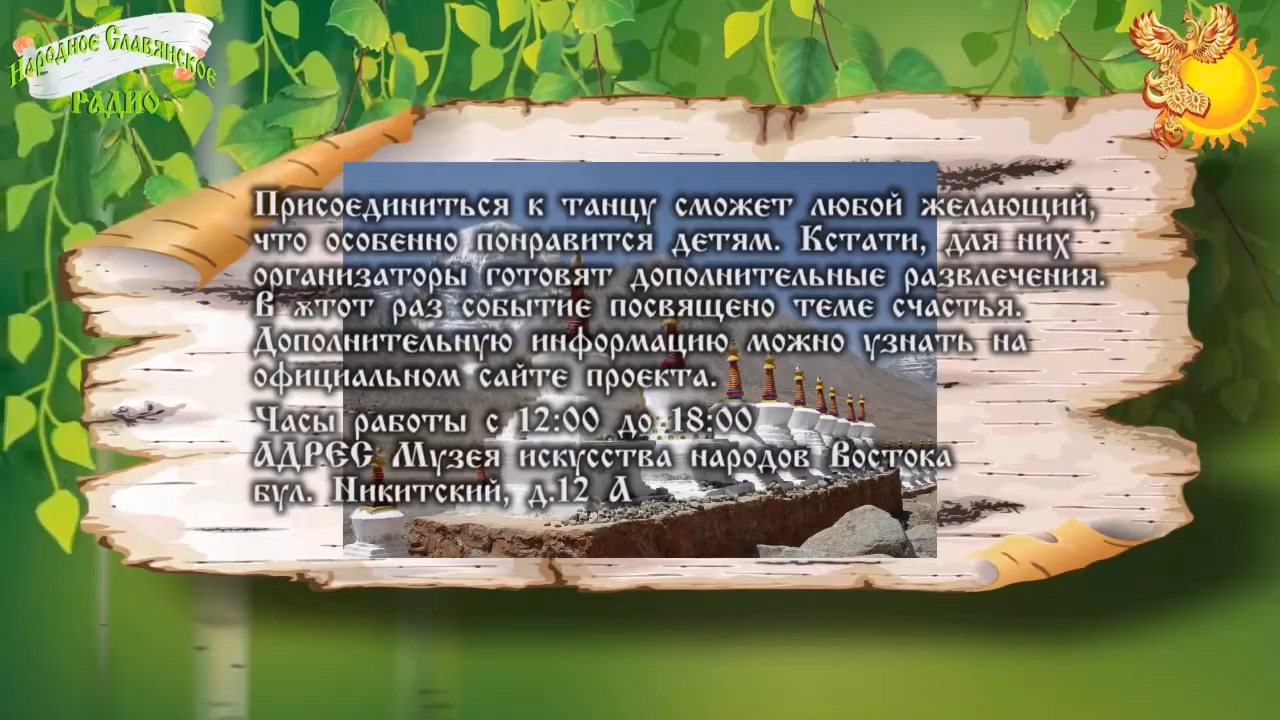 Народное Славянское
Радио
Присоединиться к танцу сможет любой желающий,
что особенно понравится детям. Кстати, для них
организаторы готовят дополнительные развлечения.
В ѫтот раз событие посвящено теме счастья.
Дополнительную информацию можно узнать на
официальном сайте проекта.
Часы работы с 12:00 до 18:00
АДРЕС Музея искусства народов Востока
бул. Никитский, д.12 А